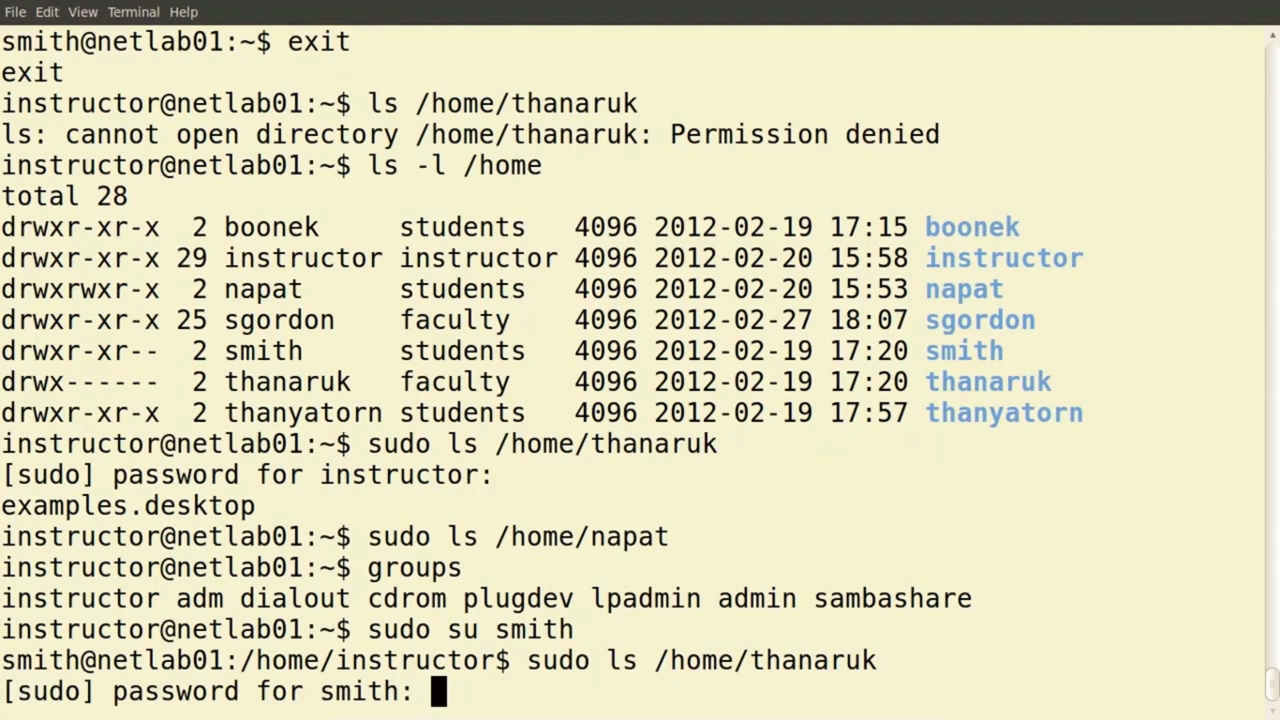 File Edit View Terminal Help
smith@netlab01:~$ exit
exit
instructor@netlab01:~$ ls /home/thanaruk
ls: cannot open directory /home/thanaruk: Permission denied
instructor@netlab01:~$ ls -l /home
total 28
drwxr-xr-x  2 boonek     students   4096 2012-02-19 17:15 boonek
drwxr-xr-x 29 instructor instructor 4096 2012-02-20 15:58 instructor
drwxrwxr-x  2 napat      students   4096 2012-02-20 15:53 napat
drwxr-xr-x 25 sgordon    faculty    4096 2012-02-27 18:07 sgordon
drwxr-xr--  2 smith      students   4096 2012-02-19 17:20 smith
drwx------  2 thanaruk   faculty    4096 2012-02-19 17:20 thanaruk
drwxr-xr-x  2 thanyatorn students   4096 2012-02-19 17:57 thanyatorn
instructor@netlab01:~$ sudo ls /home/thanaruk
[sudo] password for instructor:
examples.desktop
instructor@netlab01:~$ sudo ls /home/napat
instructor@netlab01:~$ groups
instructor adm dialout cdrom plugdev lpadmin admin sambashare
instructor@netlab01:~$ sudo su smith
smith@netlab01:/home/instructor$ sudo ls /home/thanaruk
[sudo] password for smith: